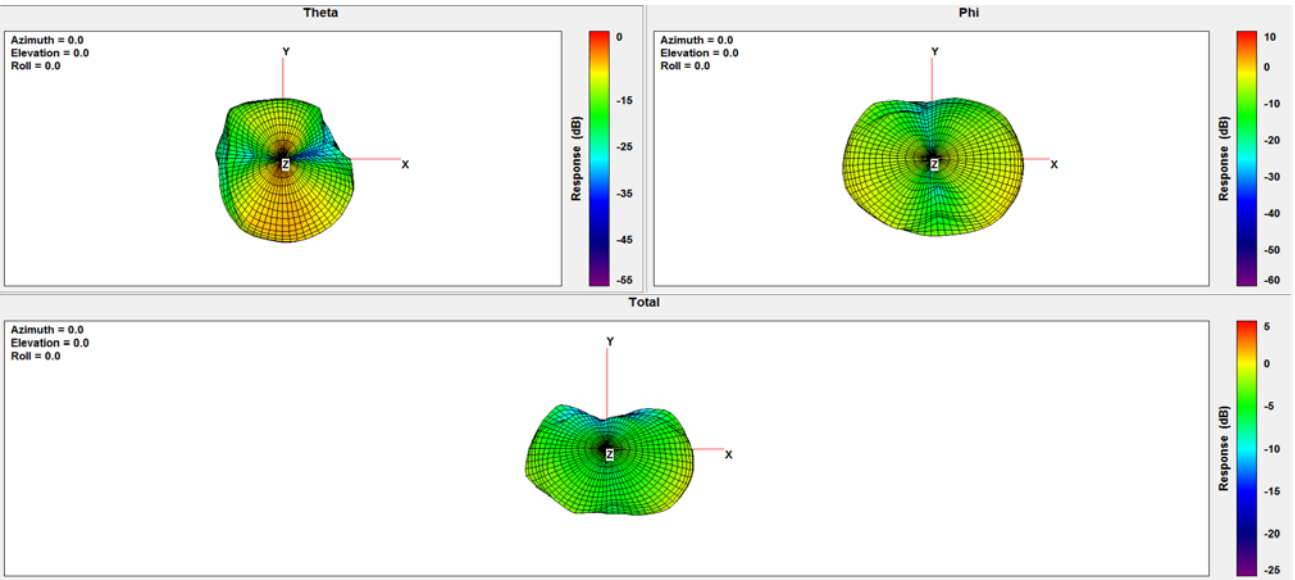 Theta
Azimuth = 0.0
Elevation = 0.0
Roll = 0.0
Y
X
Z
0
-15
-25
-35
-45
-55
Response (dB)
Phi
Azimuth = 0.0
Elevation = 0.0
Roll = 0.0
Y
X
Z
10
0
-10
-20
-30
-40
-50
-60
Response (dB)
Total
Azimuth = 0.0
Elevation = 0.0
Roll = 0.0
Y
X
Z
5
0
-5
-10
-15
-20
-25
Response (dB)